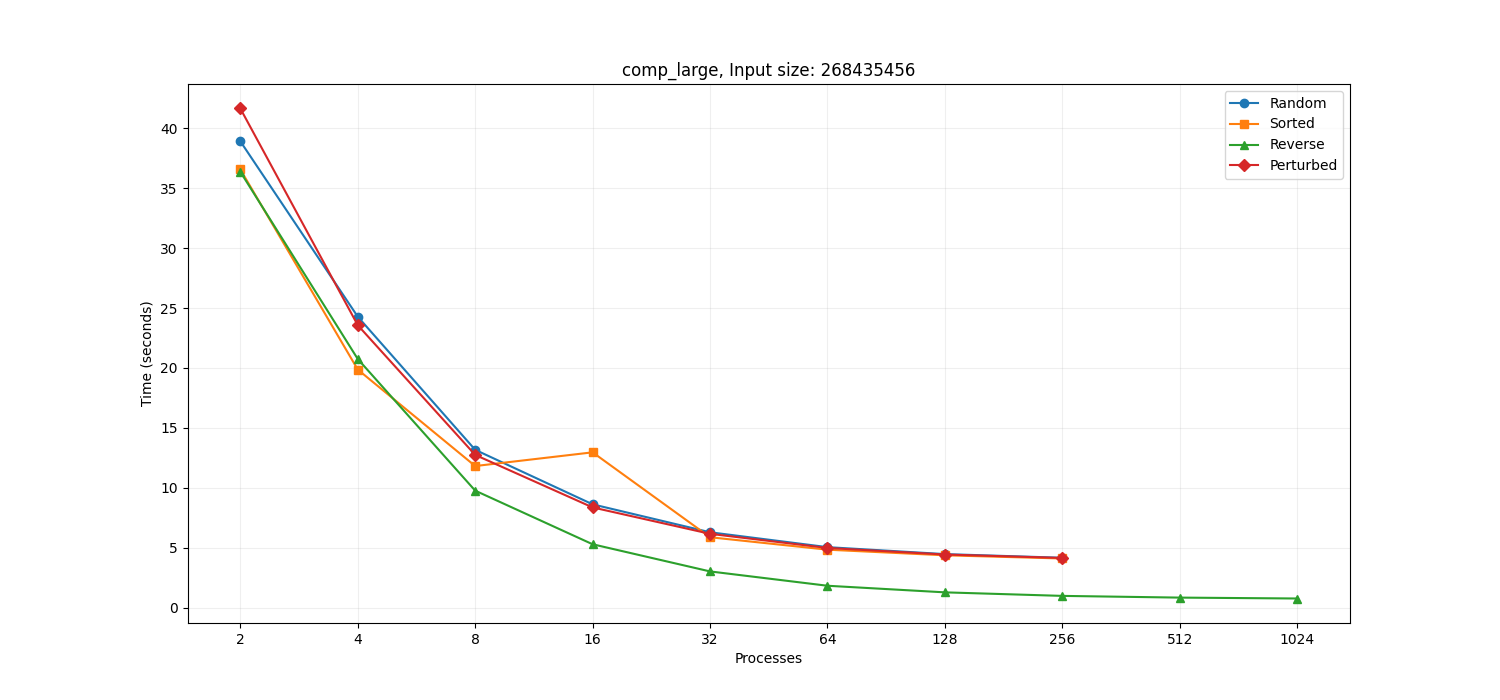 comp_large, Input size: 268435456
Random
Sorted
Reverse
Perturbed
Time (seconds)
40
35
30
25
20
15
10
5
0
2 4 8 16 32 64 128 256 512 1024
Processes